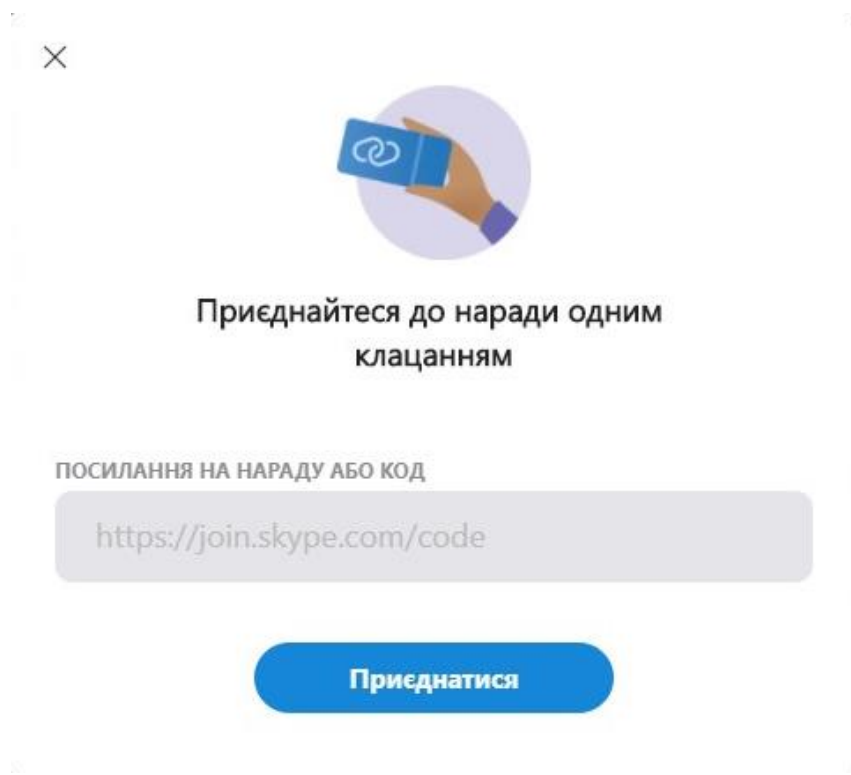 Приєднайтеся до наради одним
клацанням
ПОСИЛАННЯ НА НАРАДУ АБО КОД
https://join.skype.com/code
Приєднатися